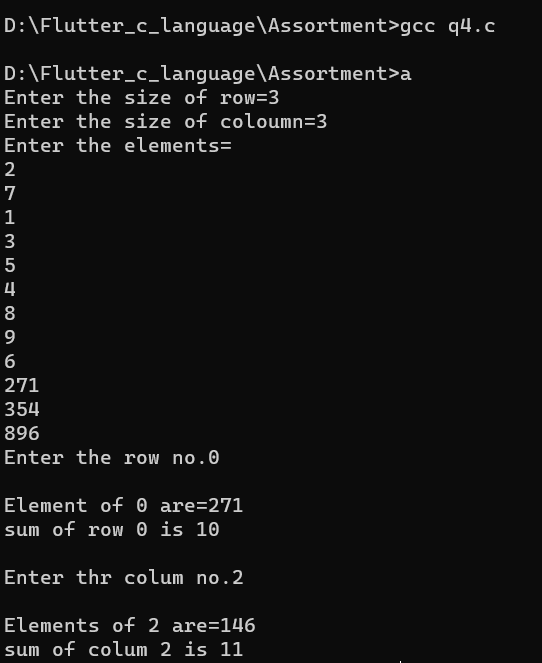 D:\Flutter_c_language\Assortment>gcc q4.c
D:\Flutter_c_language\Assortment>a
Enter the size of row=3
Enter the size of coloumn=3
Enter the elements=
2
7
1
3
5
4
8
9
6
271
354
896
Enter the row no.0
Element of 0 are=271
sum of row 0 is 10
Enter thr colum no.2
Elements of 2 are=146
sum of colum 2 is 11